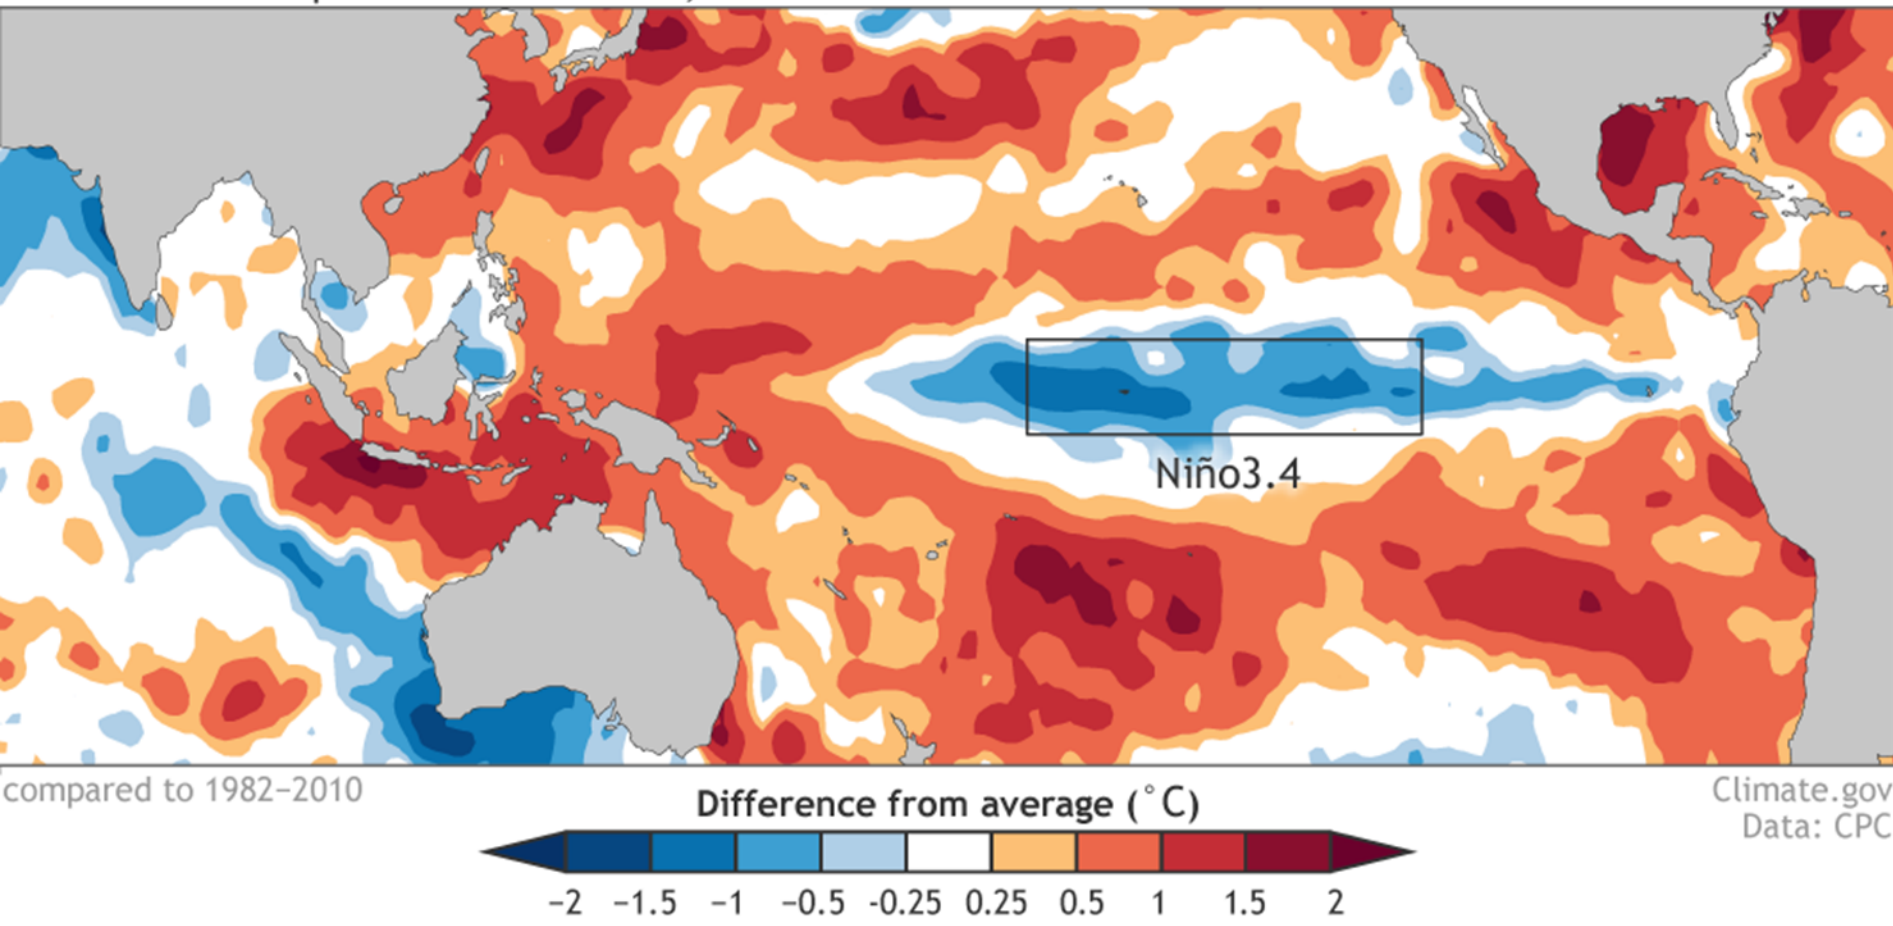 Niño3.4
compared to 1982–2010
Climate.gov
Data: CPC
Difference from average (°C)
−2 −1.5 −1 −0.5 -0.25 0.25 0.5 1 1.5 2